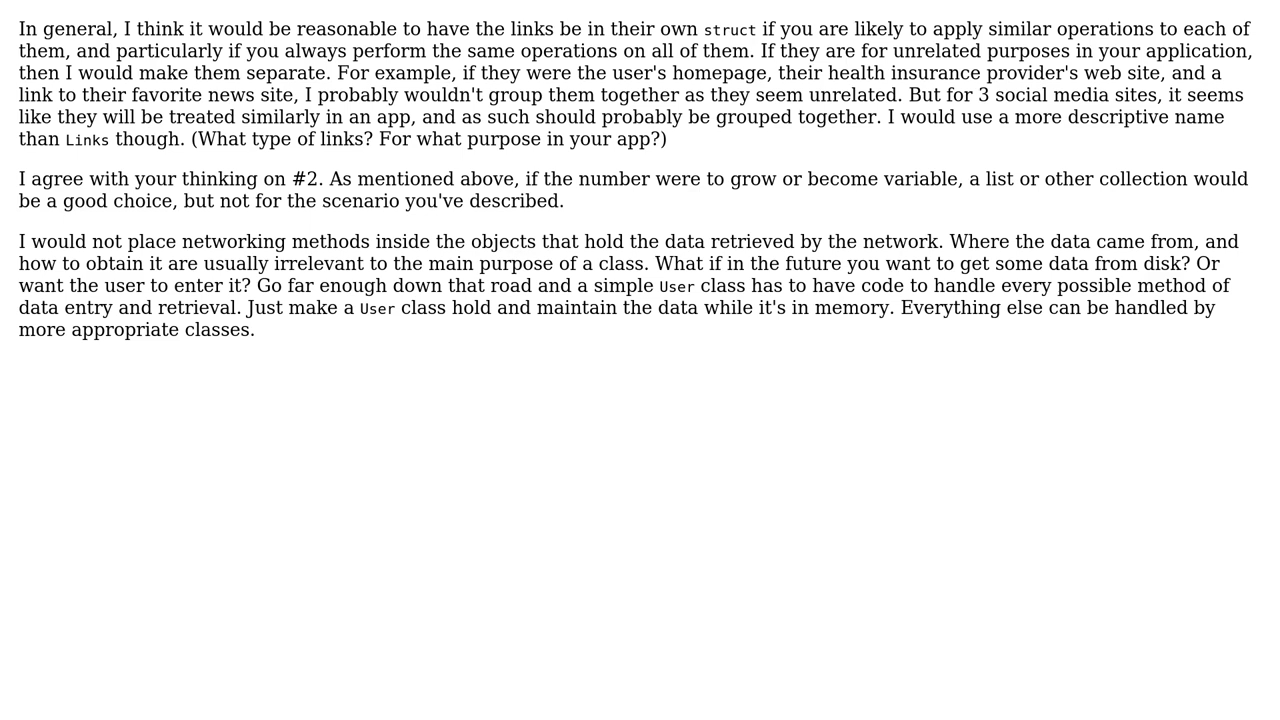 In general, I think it would be reasonable to have the links be in their own struct if you are likely to apply similar operations to each of
them, and particularly if you always perform the same operations on all of them. If they are for unrelated purposes in your application,
then I would make them separate. For example, if they were the user's homepage, their health insurance provider's web site, and a
link to their favorite news site, I probably wouldn't group them together as they seem unrelated. But for 3 social media sites, it seems
like they will be treated similarly in an app, and as such should probably be grouped together. I would use a more descriptive name
than Links though. (What type of links? For what purpose in your app?)
I agree with your thinking on #2. As mentioned above, if the number were to grow or become variable, a list or other collection would
be a good choice, but not for the scenario you've described.
I would not place networking methods inside the objects that hold the data retrieved by the network. Where the data came from, and
how to obtain it are usually irrelevant to the main purpose of a class. What if in the future you want to get some data from disk? Or
want the user to enter it? Go far enough down that road and a simple User class has to have code to handle every possible method of
data entry and retrieval. Just make a User class hold and maintain the data while it's in memory. Everything else can be handled by
more appropriate classes.